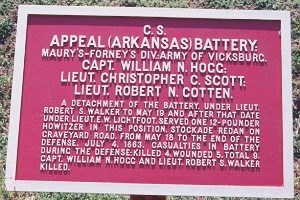 C. S.
APPEAL (ARKANSAS) BATTERY;
MAURY'S-FORNEY'S DIV.; ARMY OF VICKSBURG.
CAPT. WILLIAM N. HOGG;
LIEUT. CHRISTOPHER C. SCOTT;
LIEUT. ROBERT N. COTTEN.
A DETACHMENT OF THE BATTERY, UNDER LIEUT.
ROBERT S. WALKER TO MAY 19 AND AFTER THAT DATE
UNDER LIEUT. E.W. LIGHTFOOT, SERVED ONE 12-POUNDER
HOWITZER IN THIS POSITION, STOCKADE REDAN ON
GRAVEYARD ROAD, FROM MAY 18 TO THE END OF THE
DEFENSE, JULY 4, 1863. CASUALTIES IN BATTERY
DURING THE DEFENSE: KILLED 4, WOUNDED 5, TOTAL 9.
CAPT. WILLIAM N. HOGG AND LIEUT. ROBERT S. WALKER
KILLED.